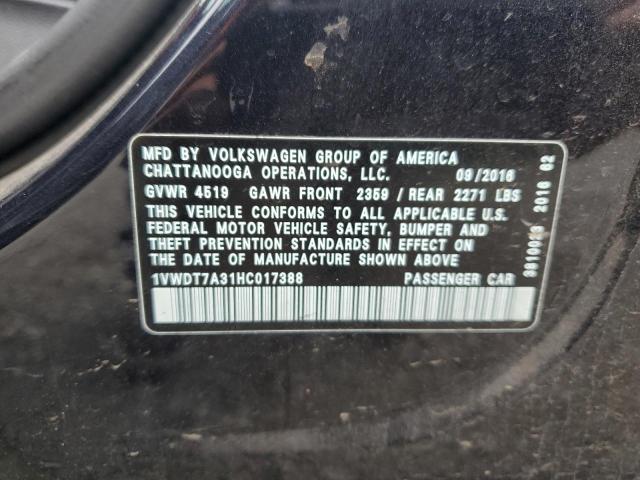 MFD BY VOLKSWAGEN GROUP OF AMERICA
CHATTANOOGA OPERATIONS, LLC. 09/2016
GVWR 4519 GAWR FRONT 2359 / REAR 2271 LBS
THIS VEHICLE CONFORMS TO ALL APPLICABLE U.S.
FEDERAL MOTOR VEHICLE SAFETY, BUMPER AND
THEFT PREVENTION STANDARDS IN EFFECT ON
THE DATE OF MANUFACTURE SHOWN ABOVE
1VWDT7A31HC017388 PASSENGER CAR
2016 62